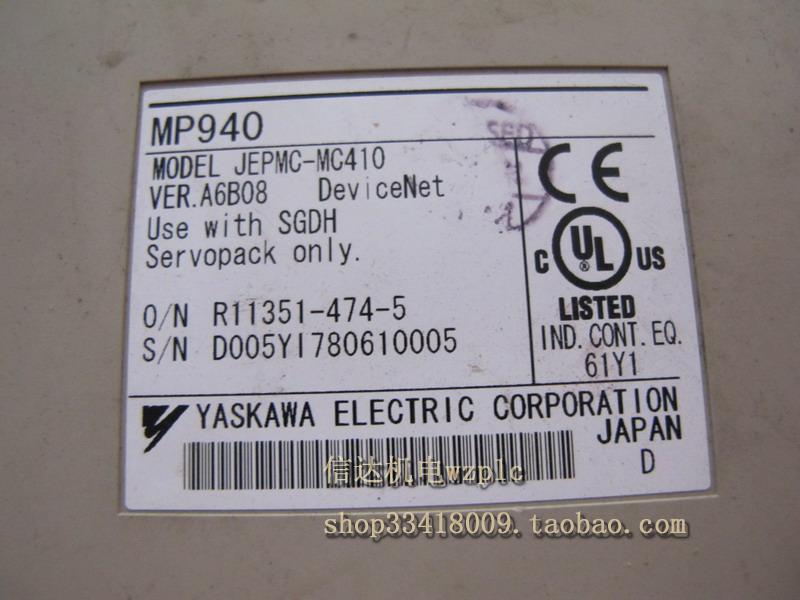 MP940
MODEL JEPMC-MC410
VER.A6B08 DeviceNet
Use with SGDH
Servopack only.
O/N R11351-474-5
S/N D005YI780610005
CE
C UL US
®
LISTED
IND. CONT. EQ.
61Y1
YASKAWA ELECTRIC CORPORATION
JAPAN
D
信达机电wzplc
shop33418009.taobao.com